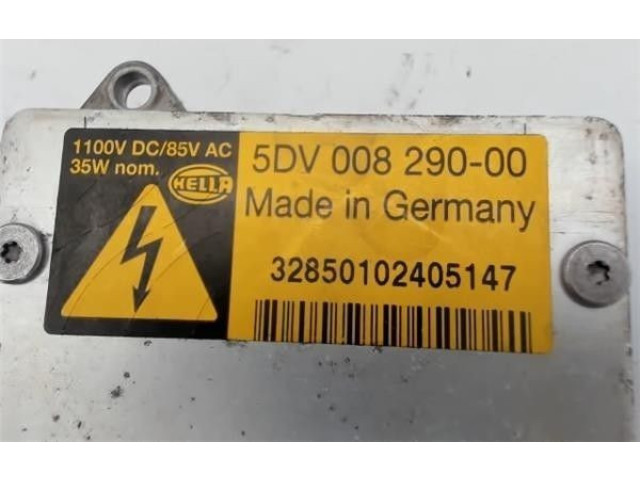 1100V DC/85V AC
35W nom.
HELLA
5DV 008 290-00
Made in Germany
32850102405147